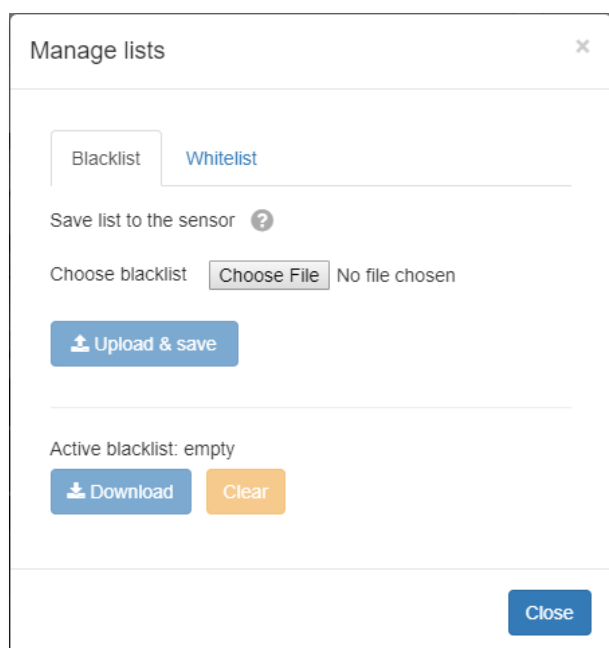 Manage lists ×
Blacklist Whitelist
Save list to the sensor ?
Choose blacklist Choose File No file chosen
Upload & save
Active blacklist: empty
Download Clear
Close